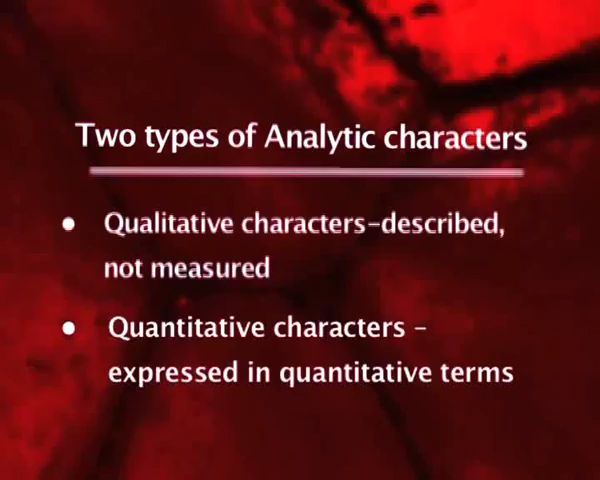 Two types of Analytic characters
● Qualitative characters–described,
not measured
● Quantitative characters –
expressed in quantitative terms